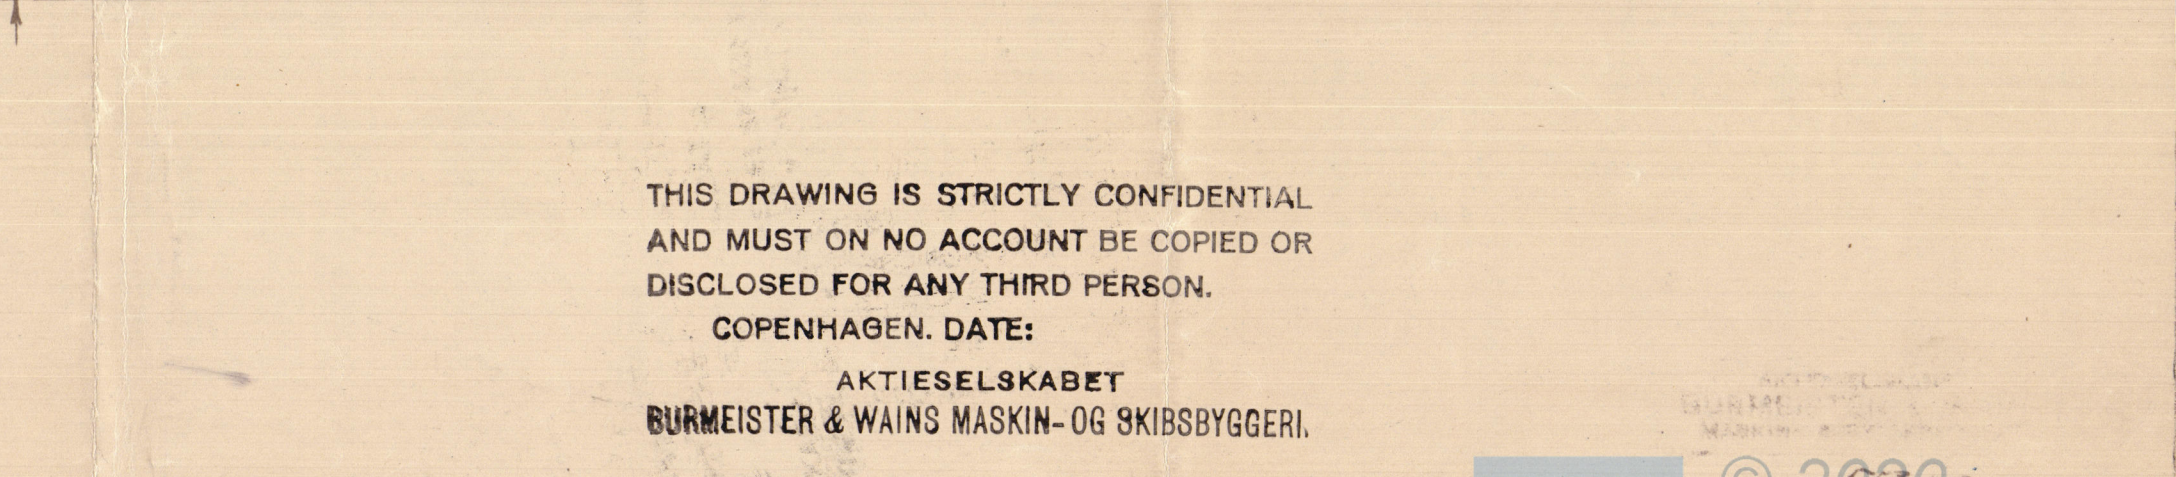 THIS DRAWING IS STRICTLY CONFIDENTIAL
AND MUST ON NO ACCOUNT BE COPIED OR
DISCLOSED FOR ANY THIRD PERSON.
COPENHAGEN. DATE:
AKTIESELSKABET
BURMEISTER & WAINS MASKIN- OG SKIBSBYGGERI.